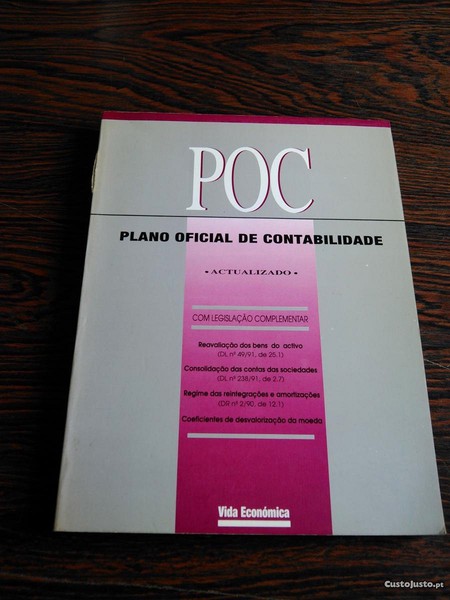 POC
PLANO OFICIAL DE CONTABILIDADE
• ACTUALIZADO •
COM LEGISLAÇÃO COMPLEMENTAR
Reavaliação dos bens do activo
(DL nº 49/91, de 25.1)
Consolidação das contas das sociedades
(DL nº 238/91, de 2.7)
Regime das reintegrações e amortizações
(DR nº 2/90, de 12.1)
Coeficientes de desvalorização da moeda
Vida Económica
CustoJusto.pt